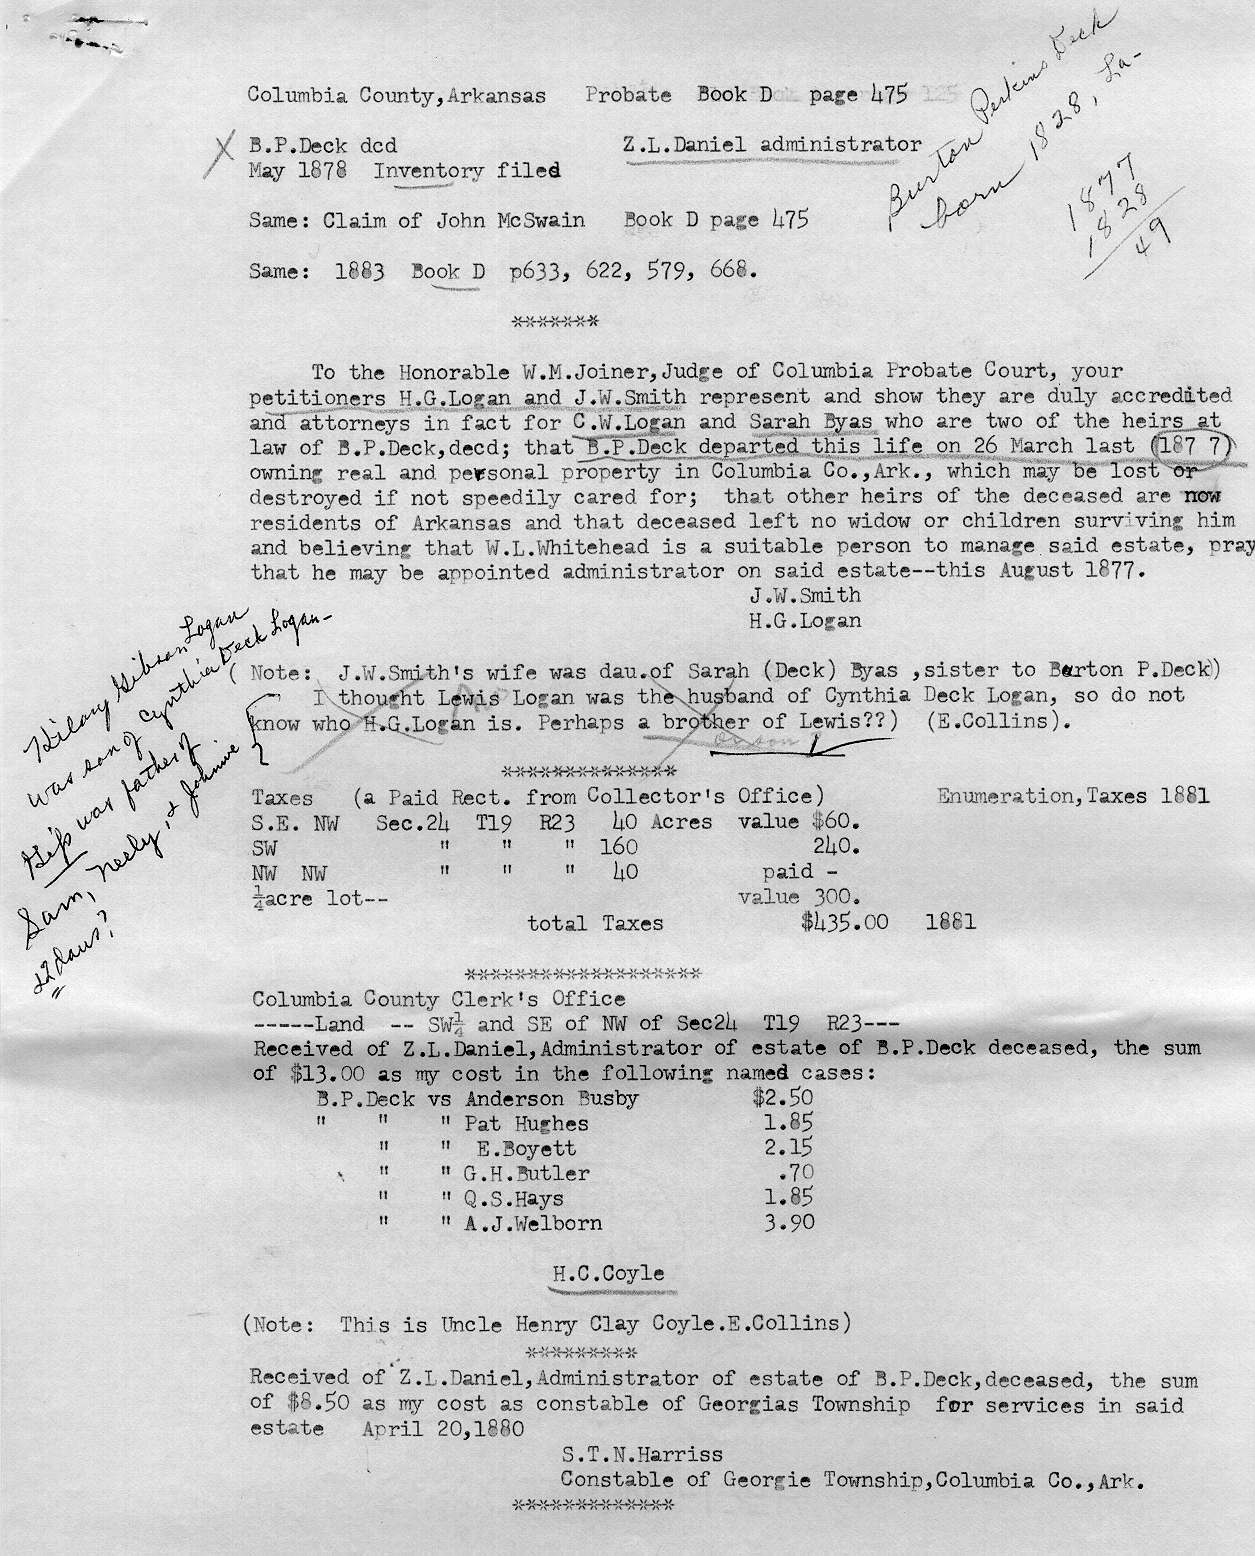 Columbia County,Arkansas   Probate  Book D   page 475
B.P.Deck dcd                  Z.L.Daniel administrator
May 1878  Inventory filed
Same: Claim of John McSwain   Book D page 475
Same:  1883  Book D  p633, 622, 579, 668.
Burton Perkins Deck
born 1828, La-
1877
1828
49
*******
To the Honorable W.M.Joiner,Judge of Columbia Probate Court, your
petitioners H.G.Logan and J.W.Smith represent and show they are duly accredited
and attorneys in fact for C.W.Logan and Sarah Byas who are two of the heirs at
law of B.P.Deck,decd; that B.P.Deck departed this life on 26 March last (187 7)
owning real and personal property in Columbia Co.,Ark., which may be lost or
destroyed if not speedily cared for;  that other heirs of the deceased are now
residents of Arkansas and that deceased left no widow or children surviving him
and believing that W.L.Whitehead is a suitable person to manage said estate, pray
that he may be appointed administrator on said estate--this August 1877.
J.W.Smith
H.G.Logan
Hilary Gibson Logan
was son of Cynthia Deck Logan-
Gip was father of
Sam, Neely, & Johnnie
&2 daus?
(Note:  J.W.Smith's wife was dau.of Sarah (Deck) Byas ,sister to Burton P.Deck))
I thought Lewis Logan was the husband of Cynthia Deck Logan, so do not
know who H.G.Logan is. Perhaps a brother of Lewis??)  (E.Collins).
or son
**************
Taxes   (a Paid Rect. from Collector's Office)         Enumeration,Taxes 1881
S.E. NW   Sec.24  T19  R23   40 Acres  value $60.
SW               "    "    "  160              240.
NW  NW         "    "    "   40          paid -
¼acre lot--                            value 300.
total Taxes           $435.00   1881
*******************
Columbia County Clerk's Office
-----Land  -- SW¼ and SE of NW of Sec24  T19  R23---
Received of Z.L.Daniel,Administrator of estate of B.P.Deck deceased, the sum
of $13.00 as my cost in the following named cases:
B.P.Deck vs Anderson Busby         $2.50
"    "    " Pat Hughes              1.85
"    "  E.Boyett               2.15
"    " G.H.Butler               .70
"    " Q.S.Hays                1.85
"    " A.J.Welborn             3.90
H.C.Coyle
(Note:  This is Uncle Henry Clay Coyle.E.Collins)
*********
Received of Z.L.Daniel,Administrator of estate of B.P.Deck,deceased, the sum
of $8.50 as my cost as constable of Georgias Township  for services in said
estate   April 20,1880
S.T.N.Harriss
Constable of Georgie Township,Columbia Co.,Ark.
*************